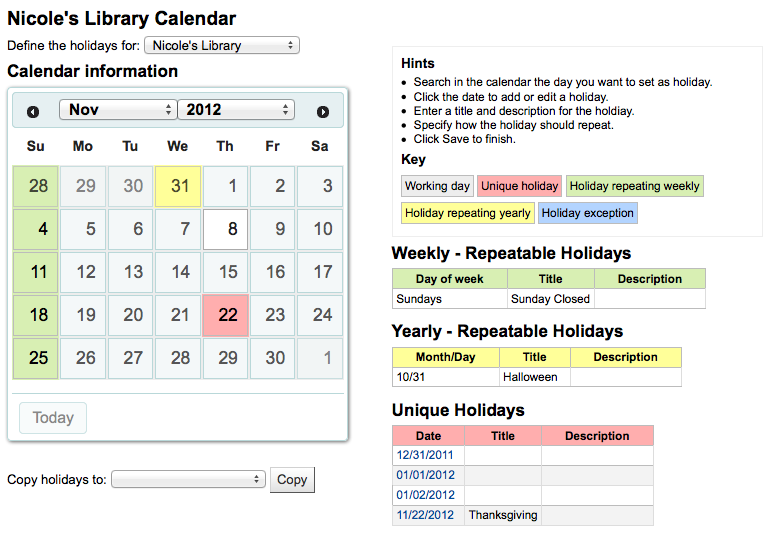 Nicole's Library Calendar
Define the holidays for: Nicole's Library
Calendar information
Nov 2012
Su Mo Tu We Th Fr Sa
28 29 30 31 1 2 3
4 5 6 7 8 9 10
11 12 13 14 15 16 17
18 19 20 21 22 23 24
25 26 27 28 29 30 1
Today
Copy holidays to: Copy
Hints
Search in the calendar the day you want to set as holiday.
Click the date to add or edit a holiday.
Enter a title and description for the holdiay.
Specify how the holiday should repeat.
Click Save to finish.
Key
Working day Unique holiday Holiday repeating weekly
Holiday repeating yearly Holiday exception
Weekly - Repeatable Holidays
Day of week Title Description
Sundays Sunday Closed
Yearly - Repeatable Holidays
Month/Day Title Description
10/31 Halloween
Unique Holidays
Date Title Description
12/31/2011
01/01/2012
01/02/2012
11/22/2012 Thanksgiving